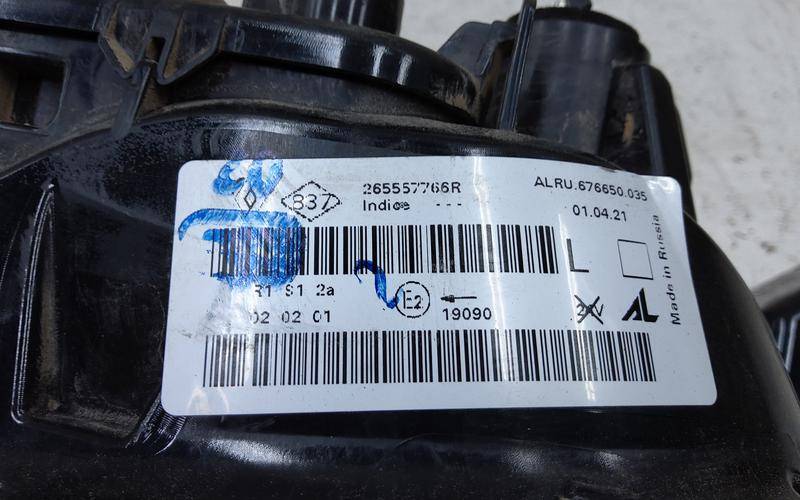 265557766R
ALRU.676650.035
837
Indice ---
01.04.21
L
R1 S1 2a
E2
02 02 01
19090
24V
AL
Made in Russia